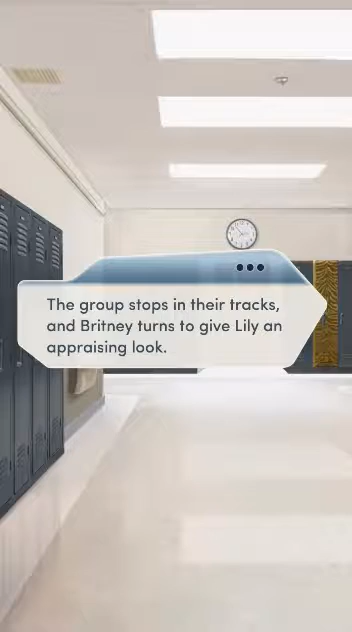 The group stops in their tracks,
and Britney turns to give Lily an
appraising look.